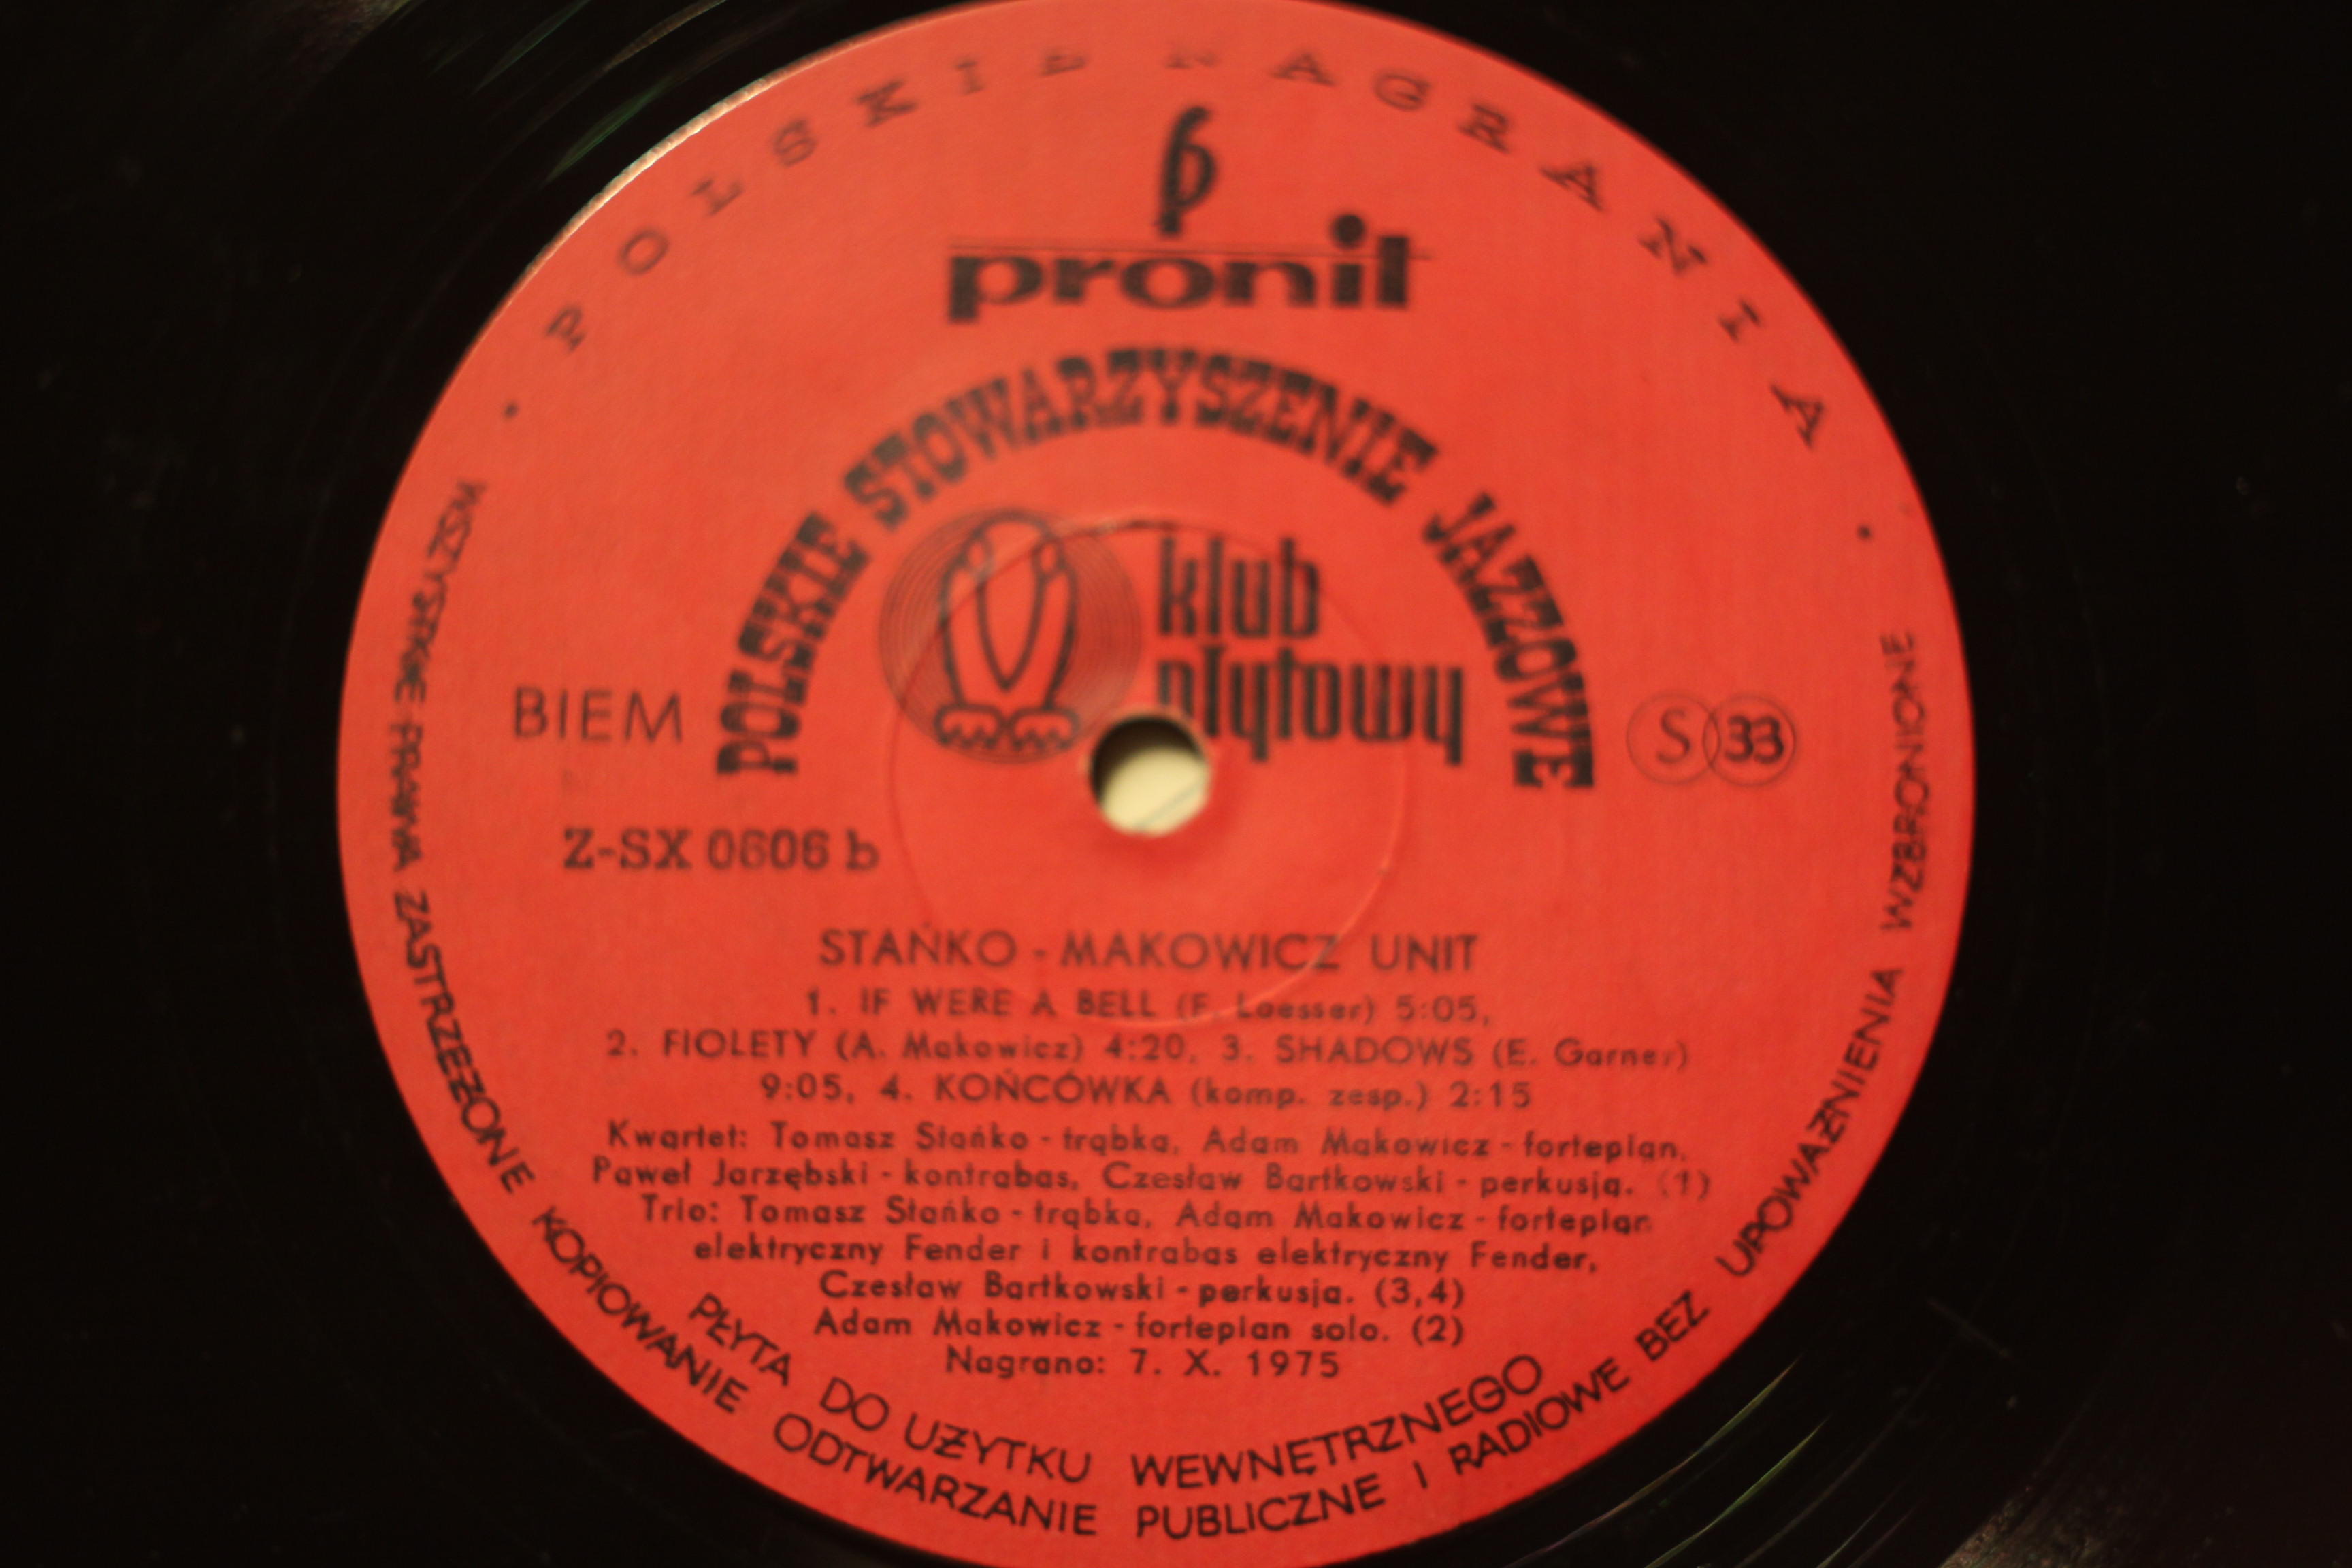 • POLSKIE NAGRANIA •
pronit
POLSKIE STOWARZYSZENIE JAZZOWE
klub
płytowy
BIEM
S 33
Z-SX 0606 b
STAŃKO - MAKOWICZ UNIT
1. IF WERE A BELL (F. Loesser) 5:05,
2. FIOLETY (A. Makowicz) 4:20, 3. SHADOWS (E. Garner)
9:05, 4. KOŃCÓWKA (komp. zesp.) 2:15
Kwartet: Tomasz Stańko - trąbka, Adam Makowicz - fortepian,
Paweł Jarzębski - kontrabas, Czesław Bartkowski - perkusja. (1)
Trio: Tomasz Stańko - trąbka, Adam Makowicz - fortepian
elektryczny Fender i kontrabas elektryczny Fender,
Czesław Bartkowski - perkusja. (3,4)
Adam Makowicz - fortepian solo. (2)
Nagrano: 7. X. 1975
PŁYTA DO UŻYTKU WEWNĘTRZNEGO
WSZYSTKIE PRAWA ZASTRZEŻONE KOPIOWANIE ODTWARZANIE PUBLICZNE I RADIOWE BEZ UPOWAŻNIENIA WZBRONIONE